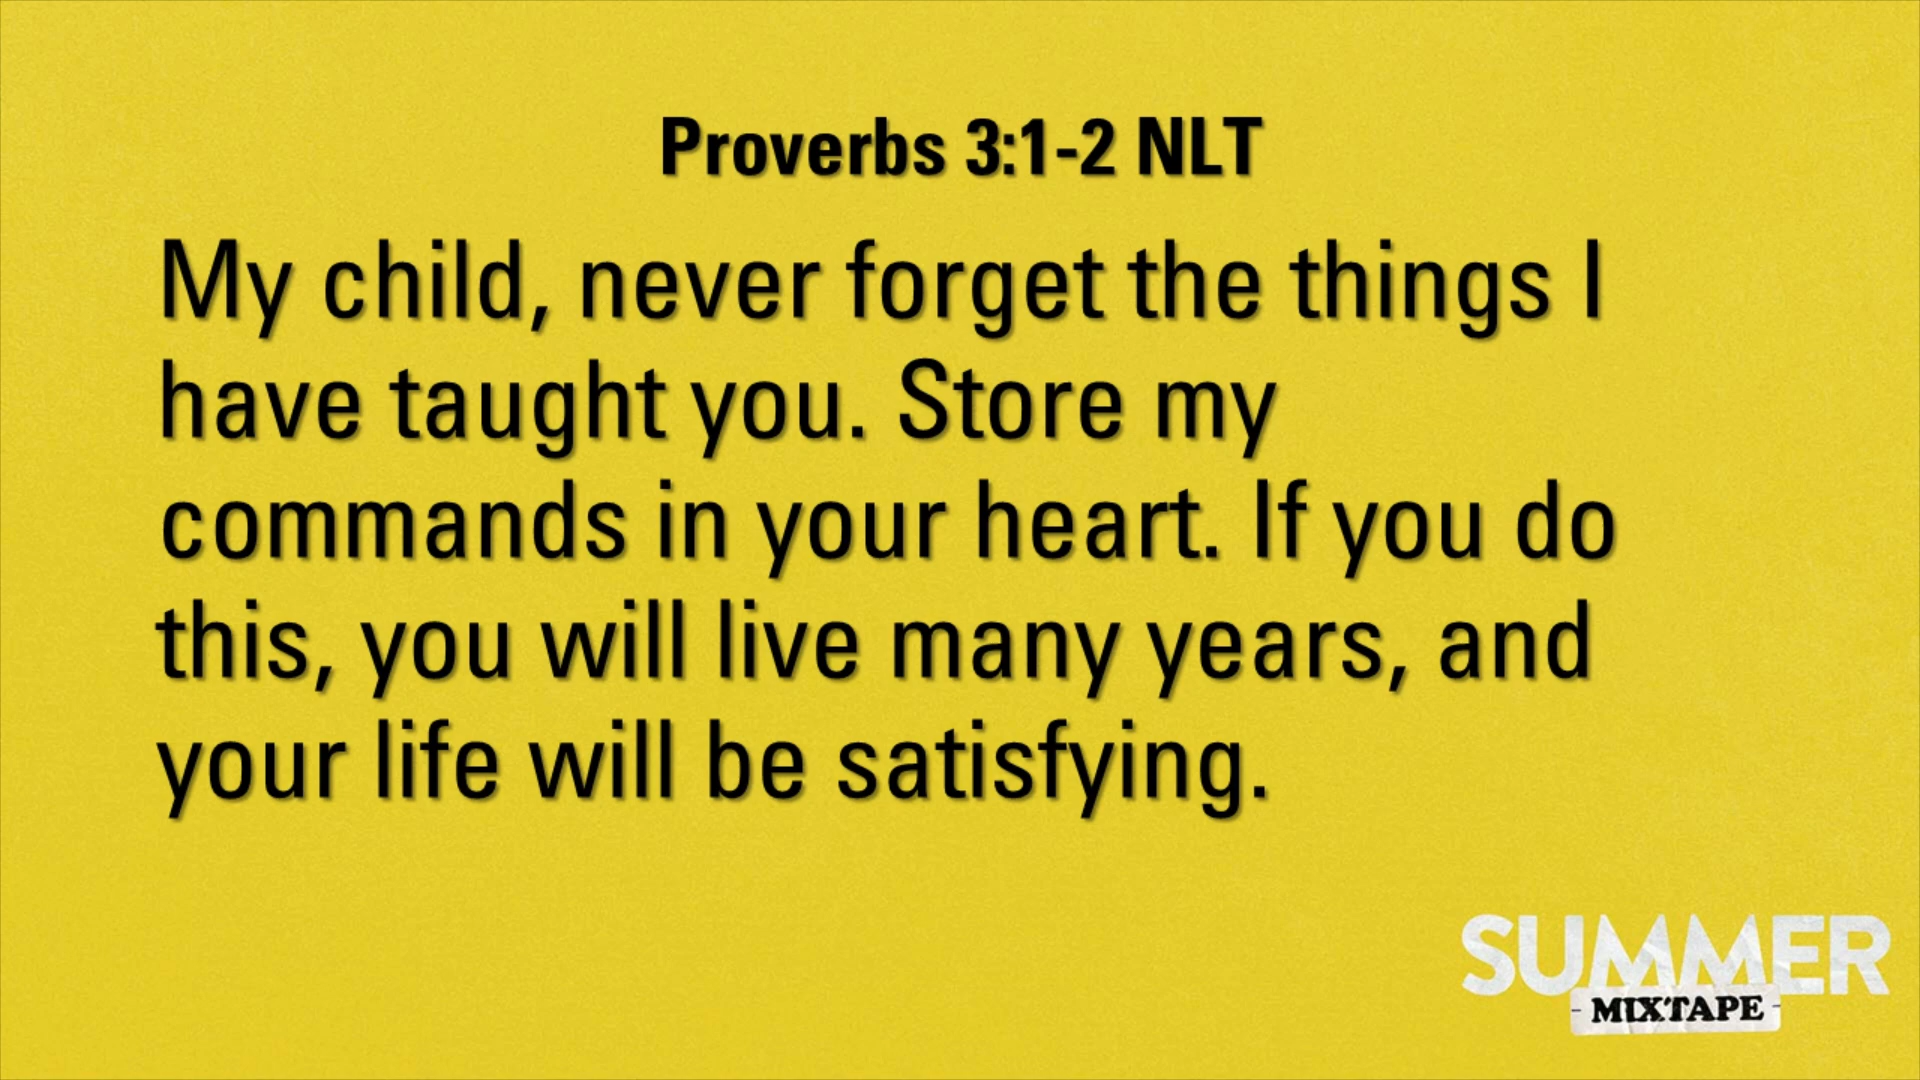 Proverbs 3:1-2 NLT
My child, never forget the things I
have taught you. Store my
commands in your heart. If you do
this, you will live many years, and
your life will be satisfying.
SUMMER
- MIXTAPE -